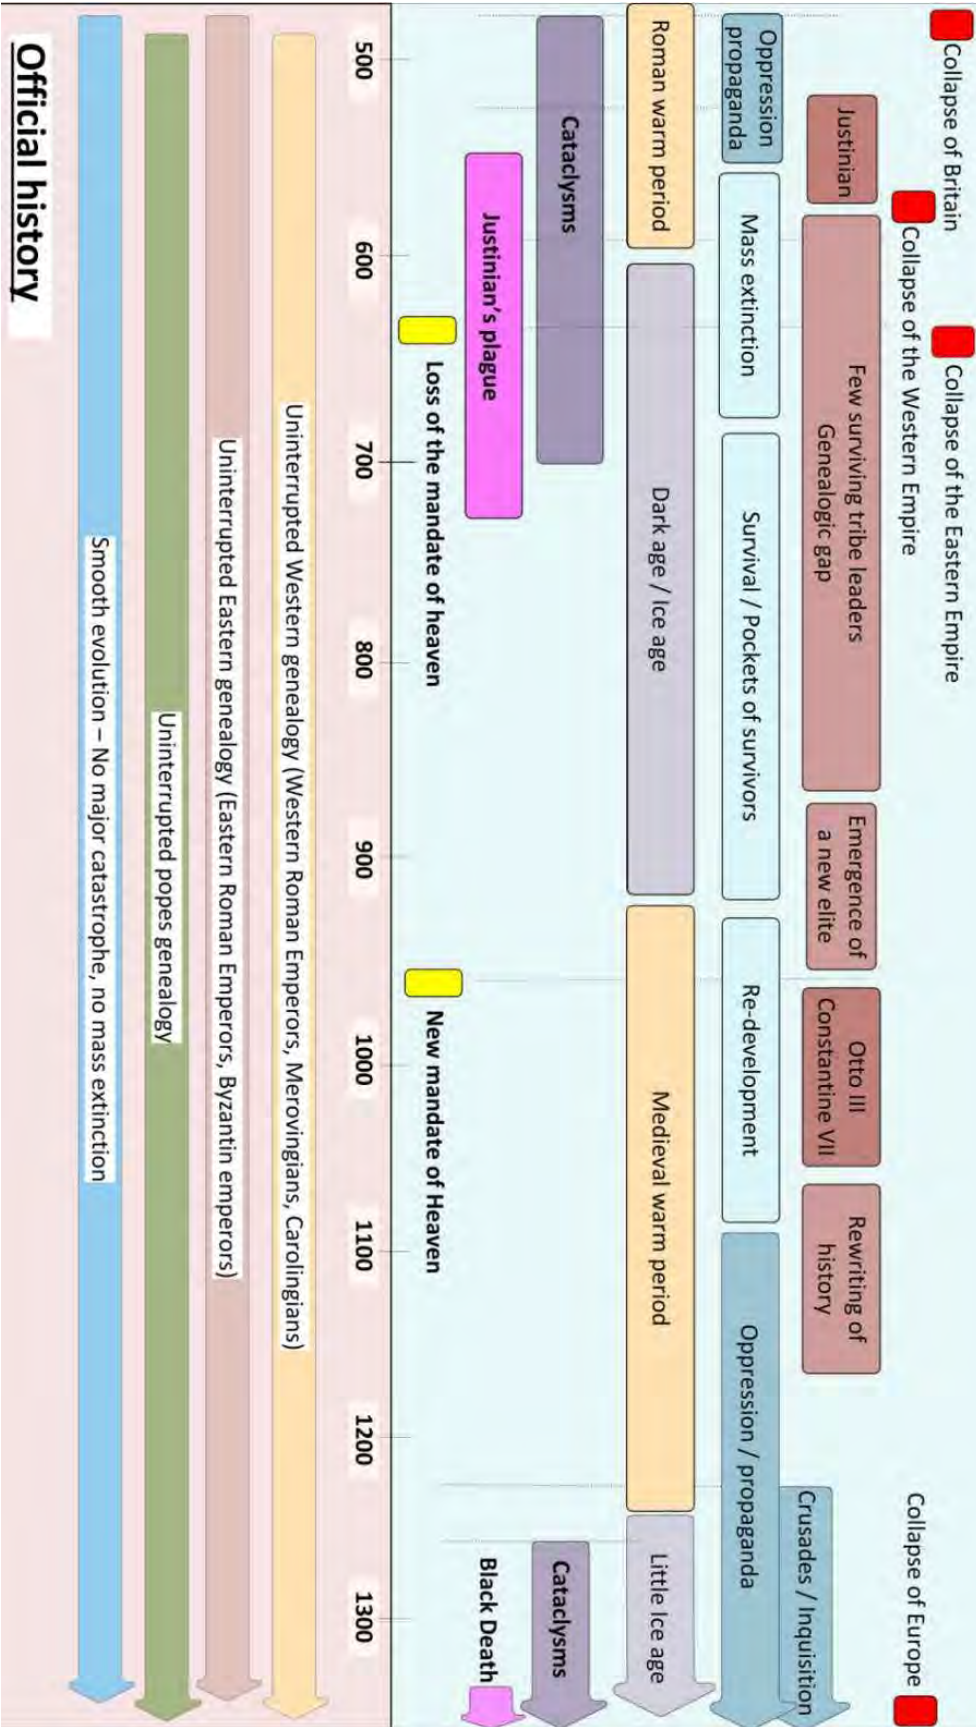 Collapse of Britain
Collapse of the Eastern Empire
Collapse of the Western Empire
Collapse of Europe
Justinian
Few surviving tribe leaders
Genealogic gap
Emergence of
a new elite
Otto III
Constantine VII
Rewriting of
history
Crusades / Inquisition
Oppression
propaganda
Mass extinction
Survival / Pockets of survivors
Re-development
Oppression / propaganda
Roman warm period
Dark age / Ice age
Medieval warm period
Little Ice age
Cataclysms
Cataclysms
Justinian's plague
Black Death
Loss of the mandate of heaven
New mandate of Heaven
500
600
700
800
900
1000
1100
1200
1300
Uninterrupted Western genealogy (Western Roman Emperors, Merovingians, Carolingians)
Uninterrupted Eastern genealogy (Eastern Roman Emperors, Byzantin emperors)
Uninterrupted popes genealogy
Smooth evolution – No major catastrophe, no mass extinction
Official history